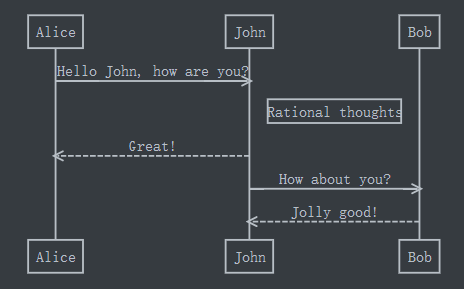 Alice John Bob
Hello John, how are you?
Rational thoughts
Great!
How about you?
Jolly good!
Alice John Bob